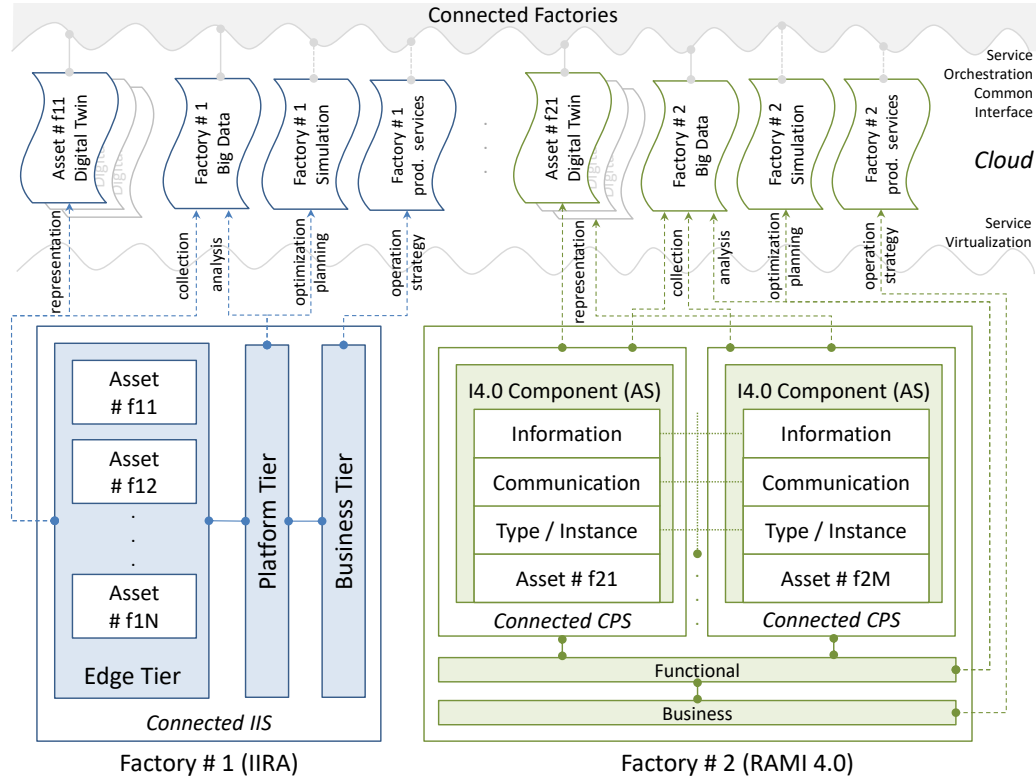 Connected Factories
Service
Orchestration
Common
Interface
Cloud
Service
Virtualization
Asset # f11
Digital Twin
Digital
Digital
Factory # 1
Big Data
Factory # 1
Simulation
Factory # 1
prod. services
Asset # f21
Digital Twin
Factory # 2
Big Data
Factory # 2
Simulation
Factory # 2
prod. services
representation
collection
analysis
optimization
planning
operation
strategy
representation
collection
analysis
optimization
planning
operation
strategy
Asset
# f11
Asset
# f12
Asset
# f1N
Edge Tier
Platform Tier
Business Tier
Connected IIS
Factory # 1 (IIRA)
I4.0 Component (AS)
Information
Communication
Type / Instance
Asset # f21
Connected CPS
I4.0 Component (AS)
Information
Communication
Type / Instance
Asset # f2M
Connected CPS
Functional
Business
Factory # 2 (RAMI 4.0)